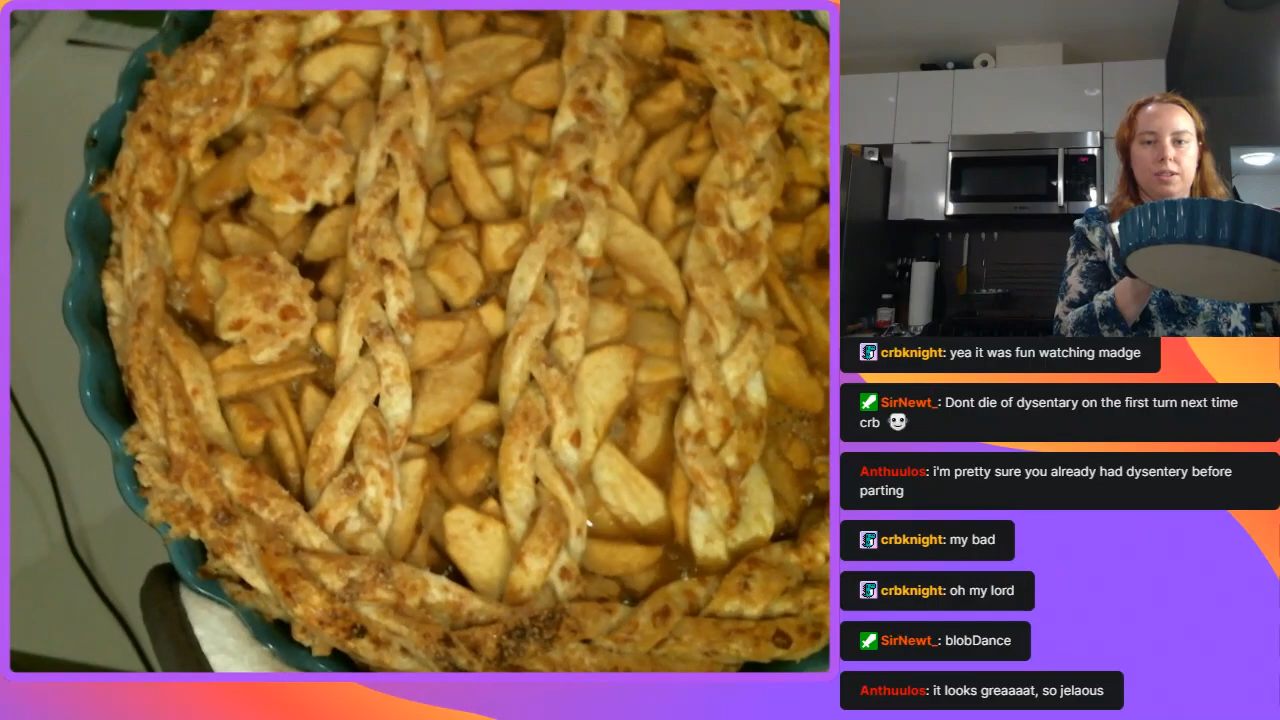 crbknight: yea it was fun watching madge
SirNewt_: Dont die of dysentary on the first turn next time
crb
Anthuulos: i'm pretty sure you already had dysentery before
parting
crbknight: my bad
crbknight: oh my lord
SirNewt_: blobDance
Anthuulos: it looks greaaaat, so jelaous